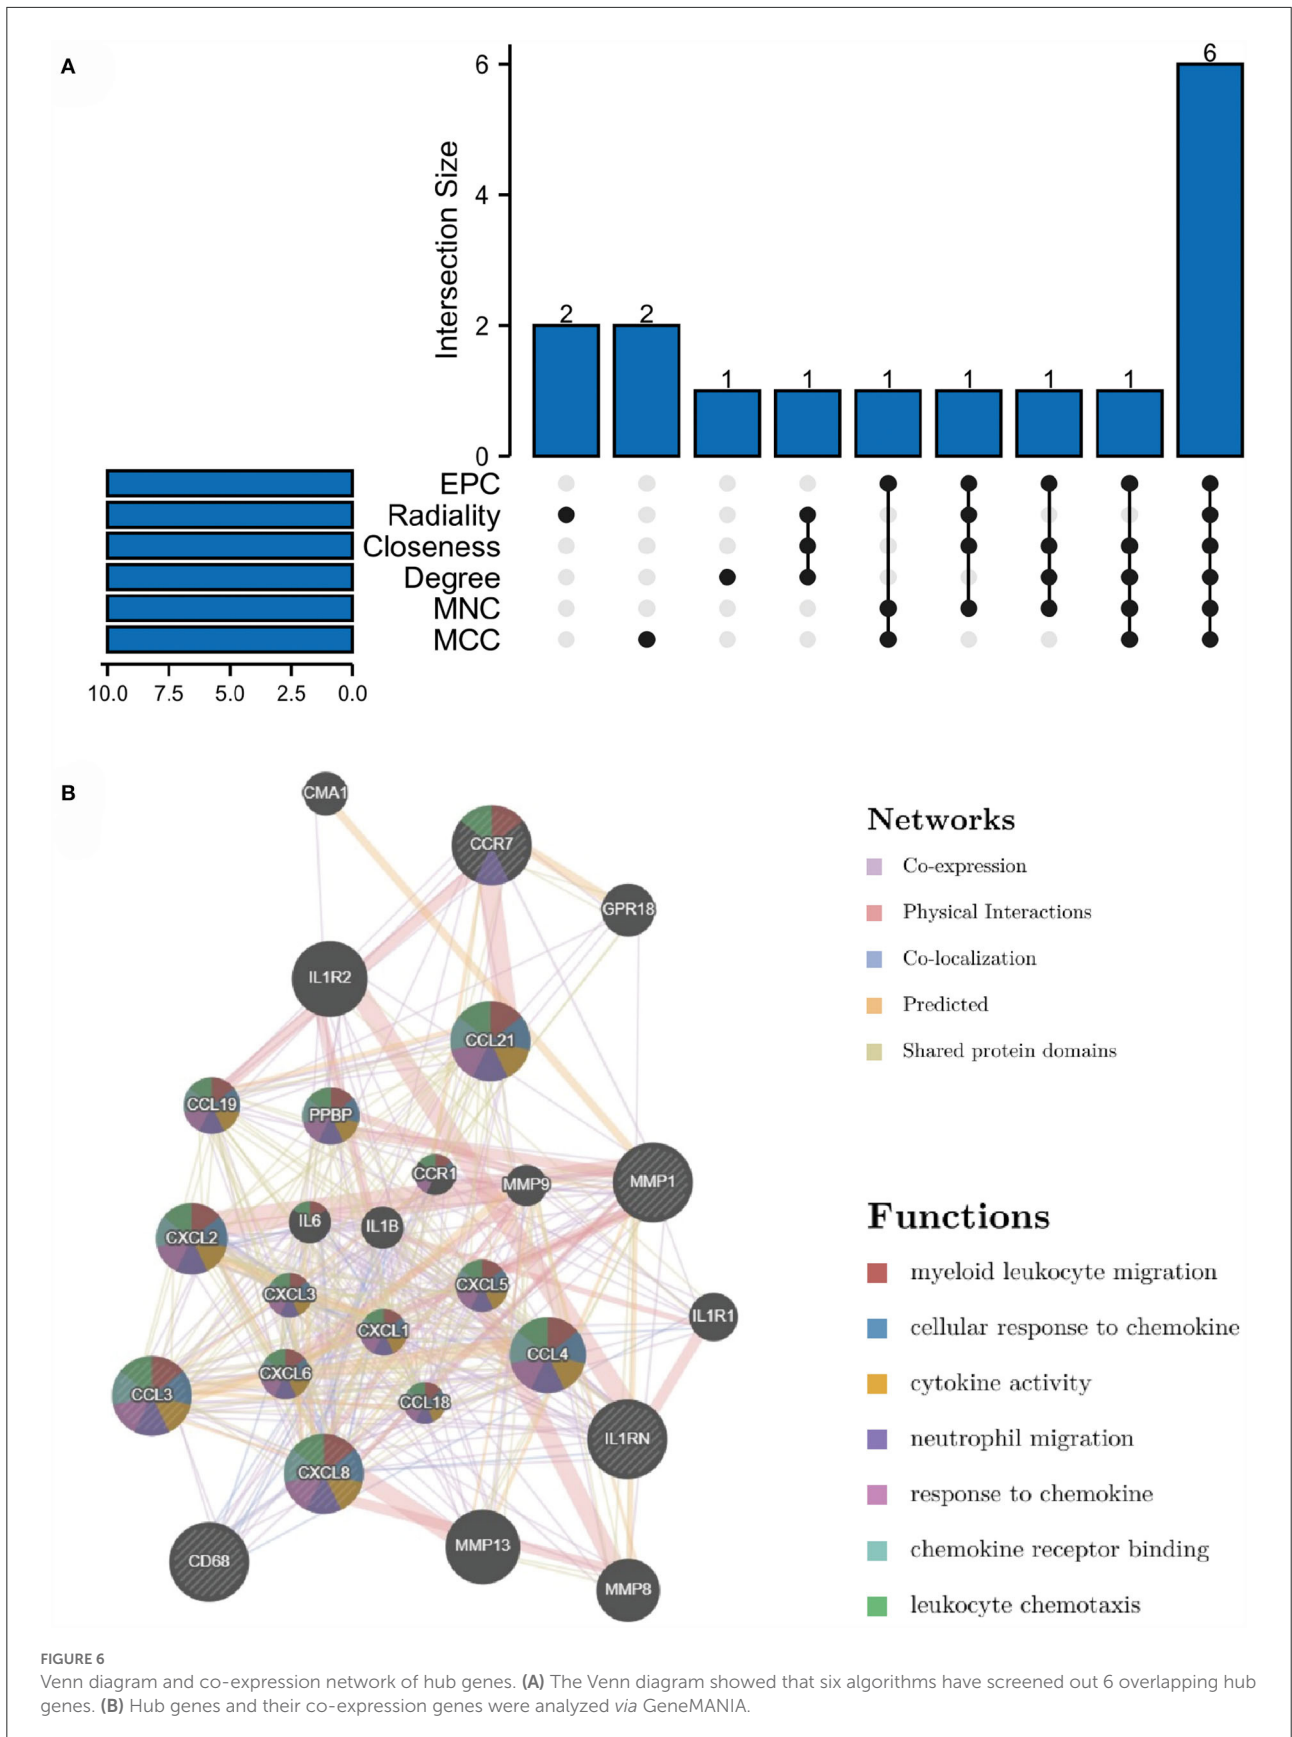 A
Intersection Size
6
4
2
0
2
2
1
1
1
1
1
1
6
EPC
Radiality
Closeness
Degree
MNC
MCC
10.0 7.5 5.0 2.5 0.0
B
CMA1
CCR7
GPR18
IL1R2
CCL21
CCL19
PPBP
CCR1
MMP9
MMP1
CXCL2
IL6
IL1B
CXCL3
CXCL5
IL1R1
CXCL1
CCL4
CXCL6
CCL3
CCL18
IL1RN
CXCL8
MMP13
CD68
MMP8
Networks
Co-expression
Physical Interactions
Co-localization
Predicted
Shared protein domains
Functions
myeloid leukocyte migration
cellular response to chemokine
cytokine activity
neutrophil migration
response to chemokine
chemokine receptor binding
leukocyte chemotaxis
FIGURE 6
Venn diagram and co-expression network of hub genes. (A) The Venn diagram showed that six algorithms have screened out 6 overlapping hub
genes. (B) Hub genes and their co-expression genes were analyzed via GeneMANIA.